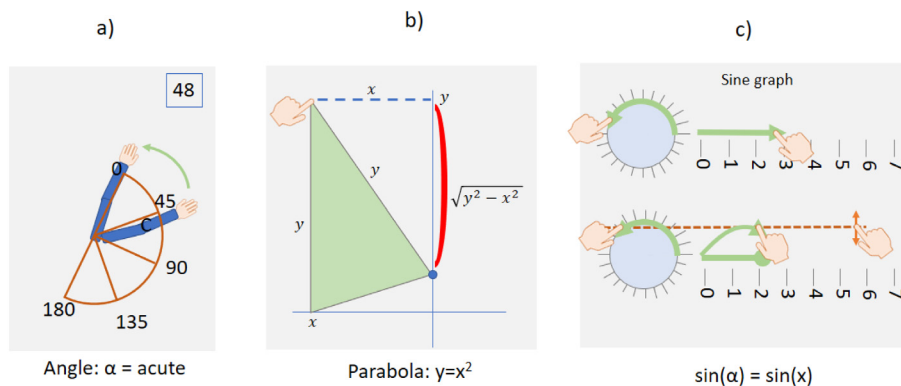 a)
b)
c)
48
0
45
C
90
135
180
Angle: α = acute
x
y
y
y
√y² − x²
x
Parabola: y=x²
Sine graph
0 1 2 3 4 5 6 7
0 1 2 3 4 5 6 7
sin(α) = sin(x)